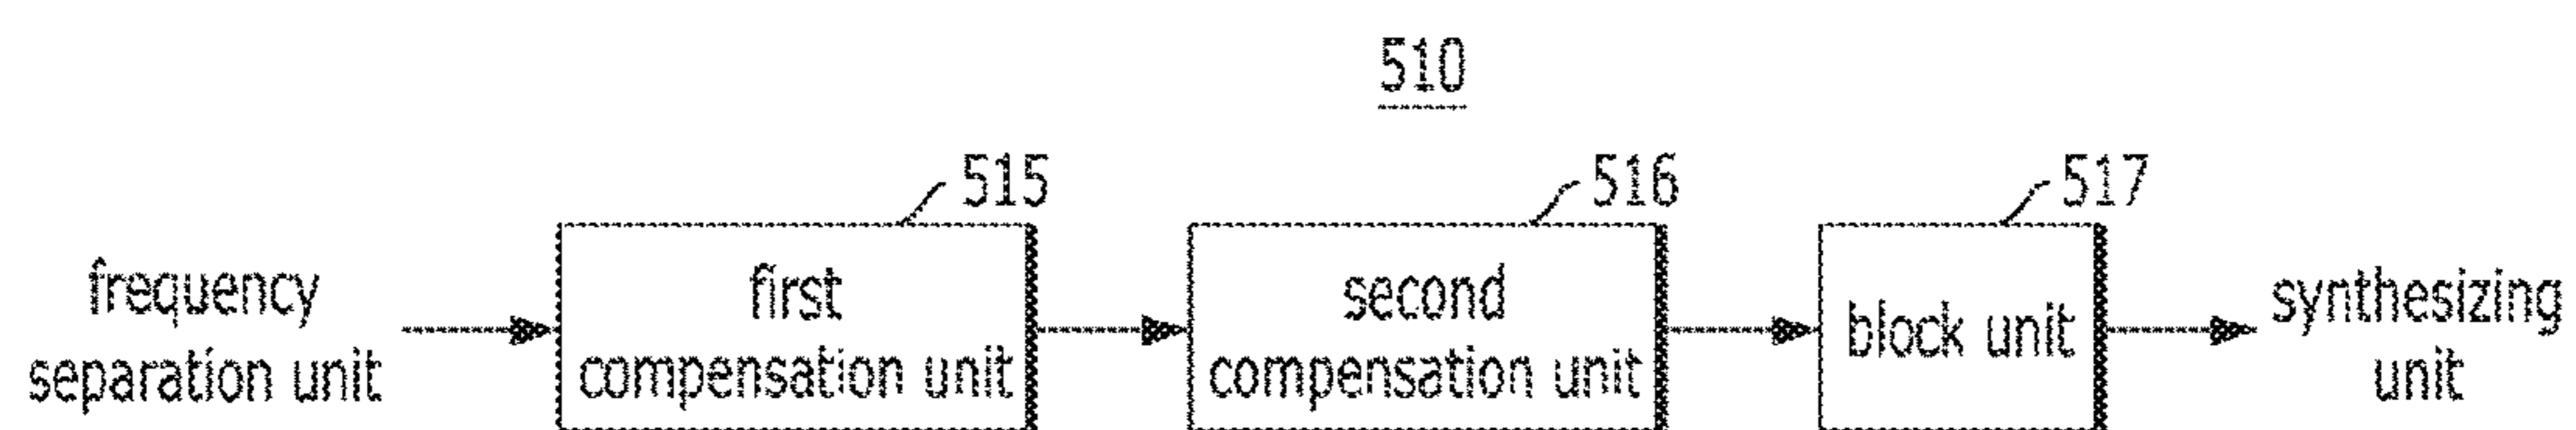 510
515
516
517
frequency
separation unit
first
compensation unit
second
compensation unit
block unit
synthesizing
unit